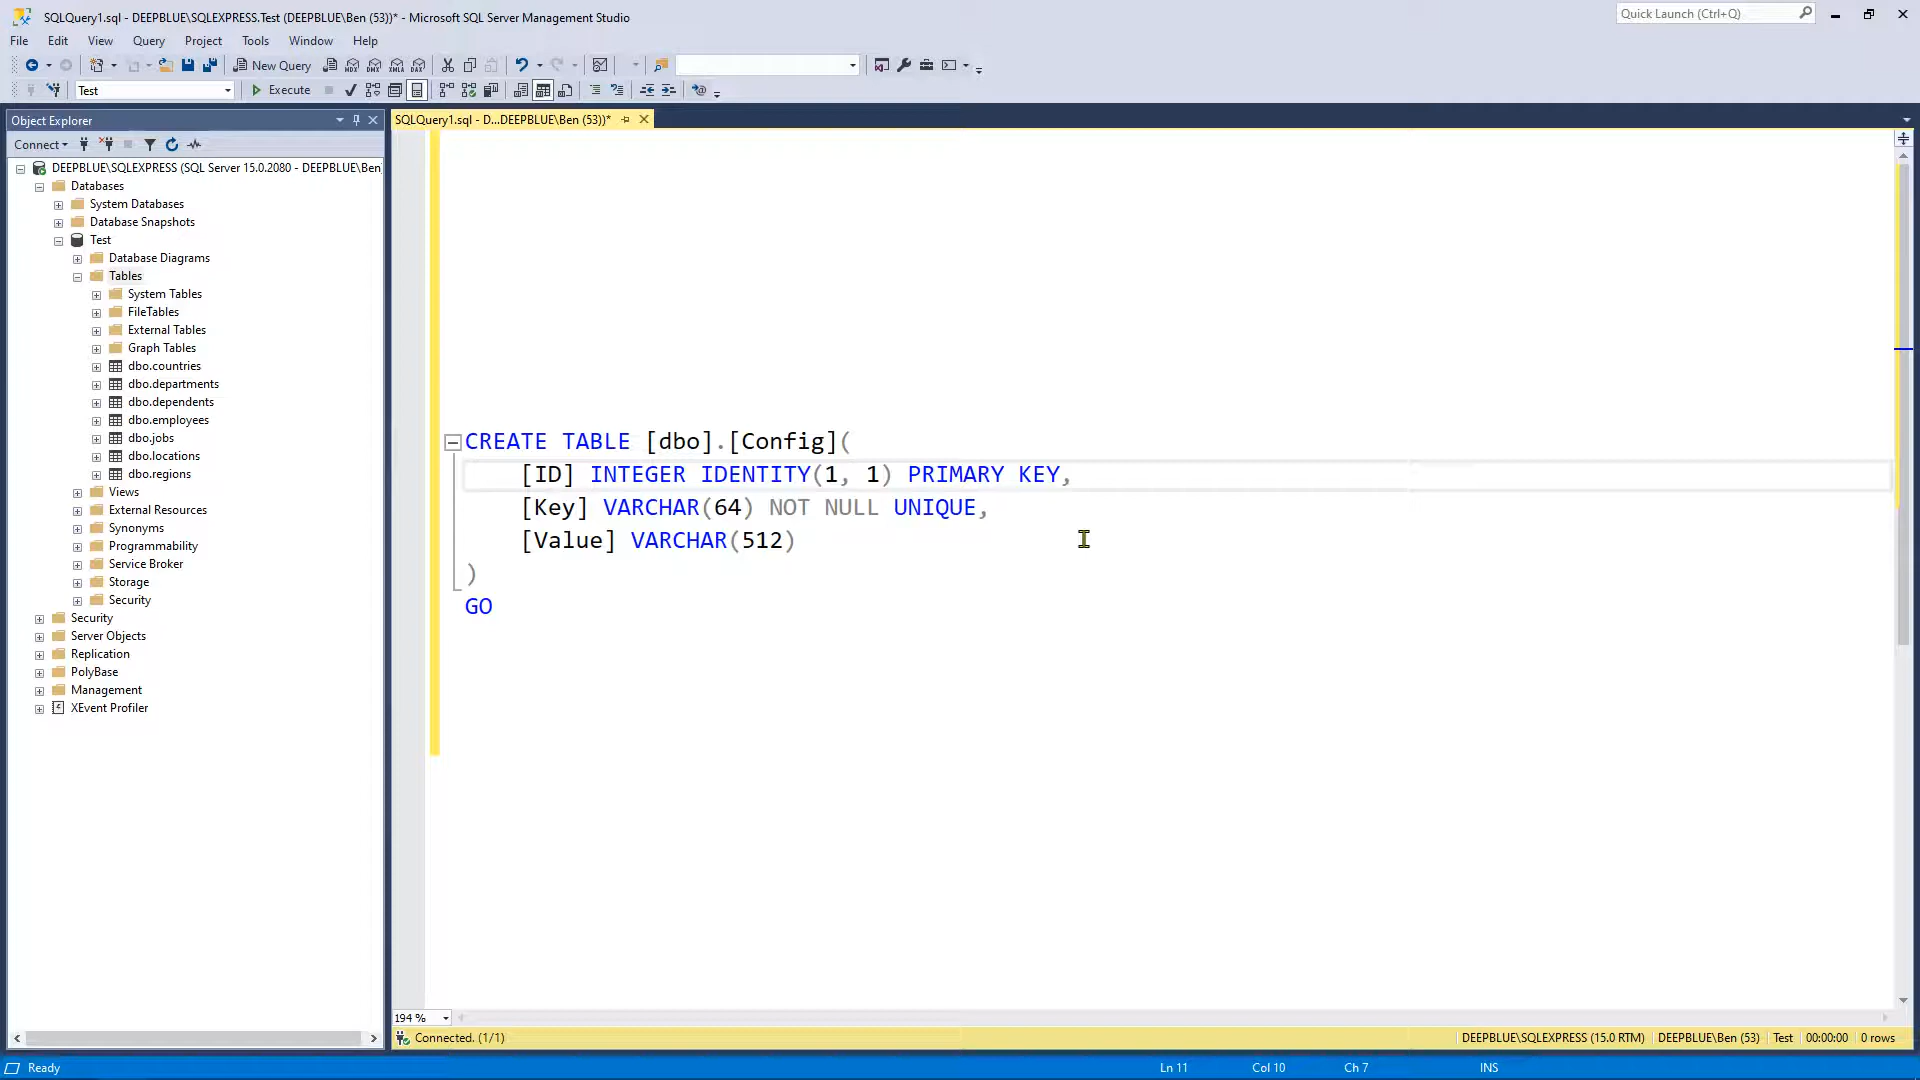 SQLQuery1.sql - DEEPBLUE\SQLEXPRESS.Test (DEEPBLUE\Ben (53))* - Microsoft SQL Server Management Studio
Quick Launch (Ctrl+Q)
File Edit View Query Project Tools Window Help
New Query
Test
Execute
Object Explorer
SQLQuery1.sql - D...DEEPBLUE\Ben (53))*
Connect
DEEPBLUE\SQLEXPRESS (SQL Server 15.0.2080 - DEEPBLUE\Ben
Databases
System Databases
Database Snapshots
Test
Database Diagrams
Tables
System Tables
FileTables
External Tables
Graph Tables
dbo.countries
dbo.departments
dbo.dependents
dbo.employees
dbo.jobs
dbo.locations
dbo.regions
Views
External Resources
Synonyms
Programmability
Service Broker
Storage
Security
Security
Server Objects
Replication
PolyBase
Management
XEvent Profiler
CREATE TABLE [dbo].[Config](
[ID] INTEGER IDENTITY(1, 1) PRIMARY KEY,
[Key] VARCHAR(64) NOT NULL UNIQUE,
[Value] VARCHAR(512)
)
GO
194 %
Connected. (1/1)
DEEPBLUE\SQLEXPRESS (15.0 RTM) DEEPBLUE\Ben (53) Test 00:00:00 0 rows
Ready
Ln 11 Col 10 Ch 7 INS